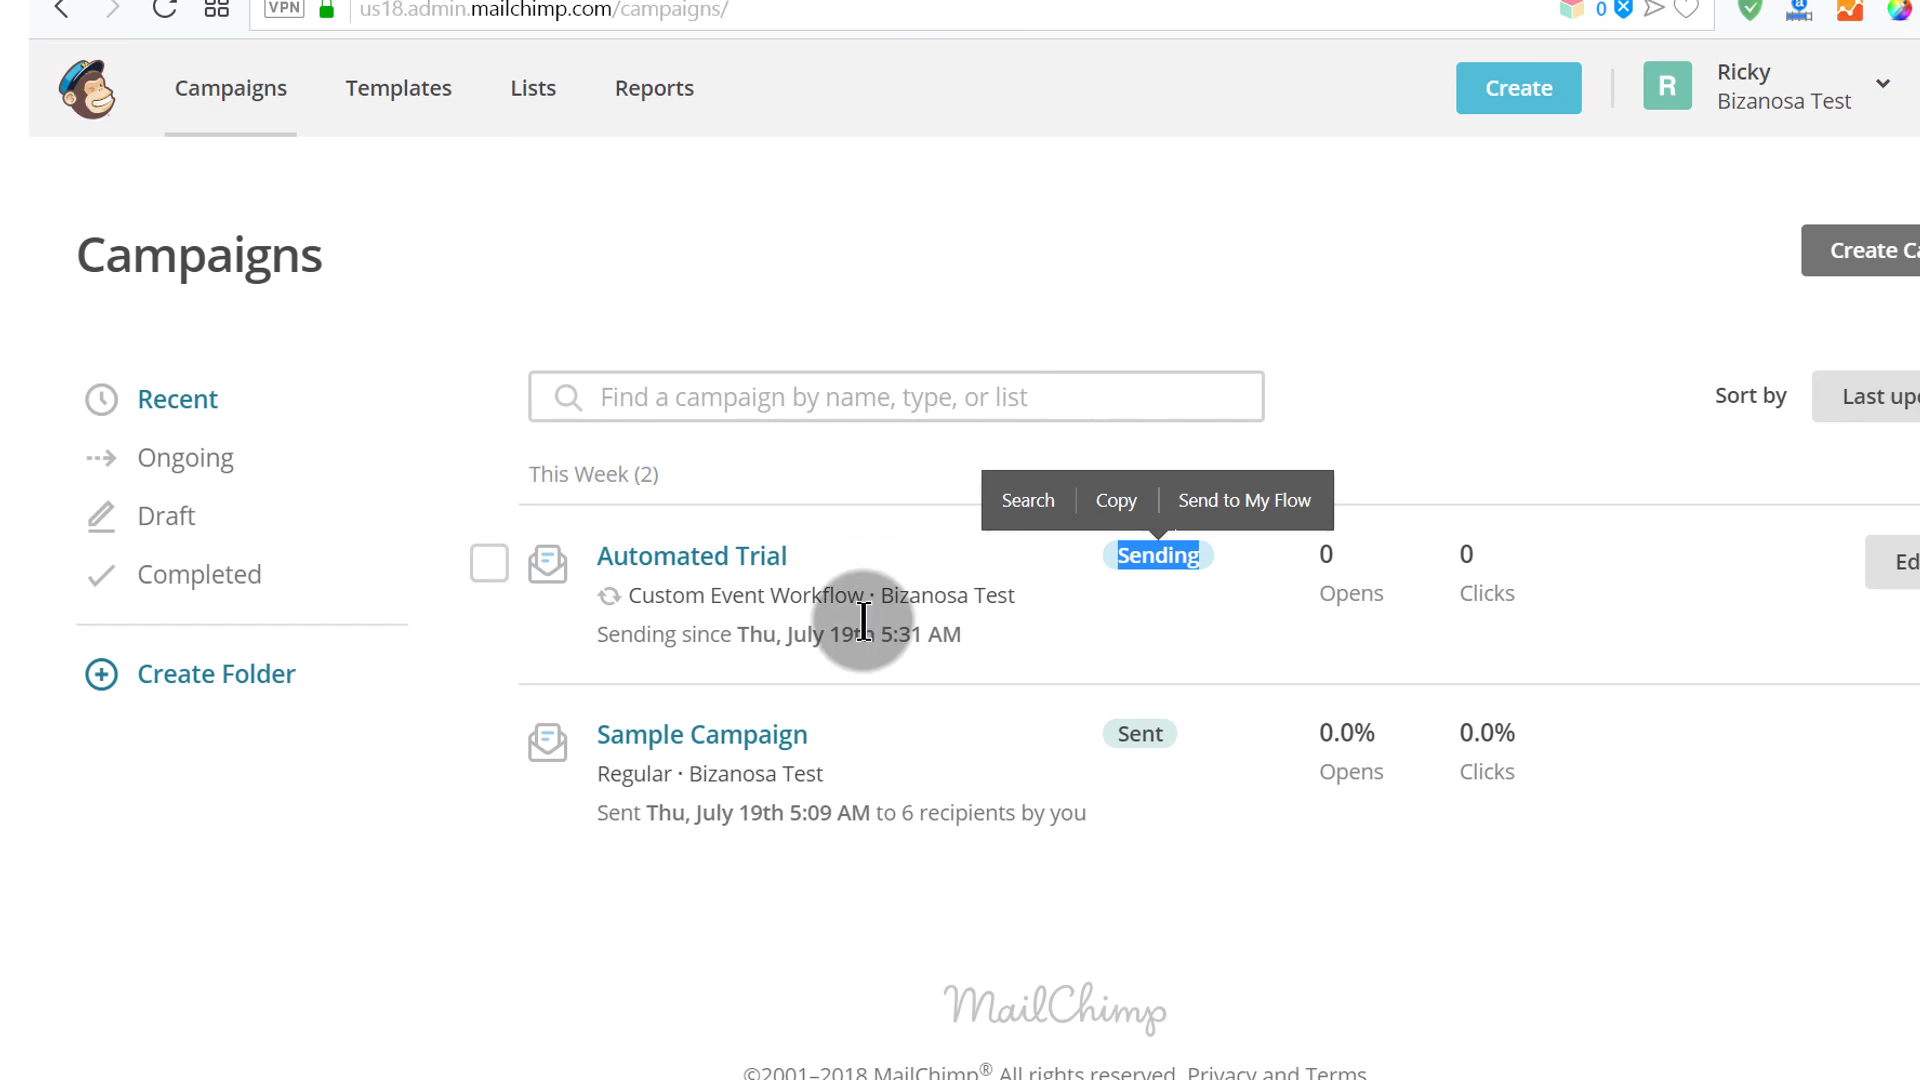 VPN us18.admin.mailchimp.com/campaigns/ 0
Campaigns Templates Lists Reports Create R Ricky
Bizanosa Test
Campaigns
Create Ca
Recent
Ongoing
Draft
Completed
Create Folder
Find a campaign by name, type, or list
Sort by Last upd
This Week (2)
Search Copy Send to My Flow
Automated Trial Sending 0 0 Ed
Custom Event Workflow · Bizanosa Test Opens Clicks
Sending since Thu, July 19th 5:31 AM
Sample Campaign Sent 0.0% 0.0%
Regular · Bizanosa Test Opens Clicks
Sent Thu, July 19th 5:09 AM to 6 recipients by you
MailChimp
©2001–2018 MailChimp® All rights reserved. Privacy and Terms